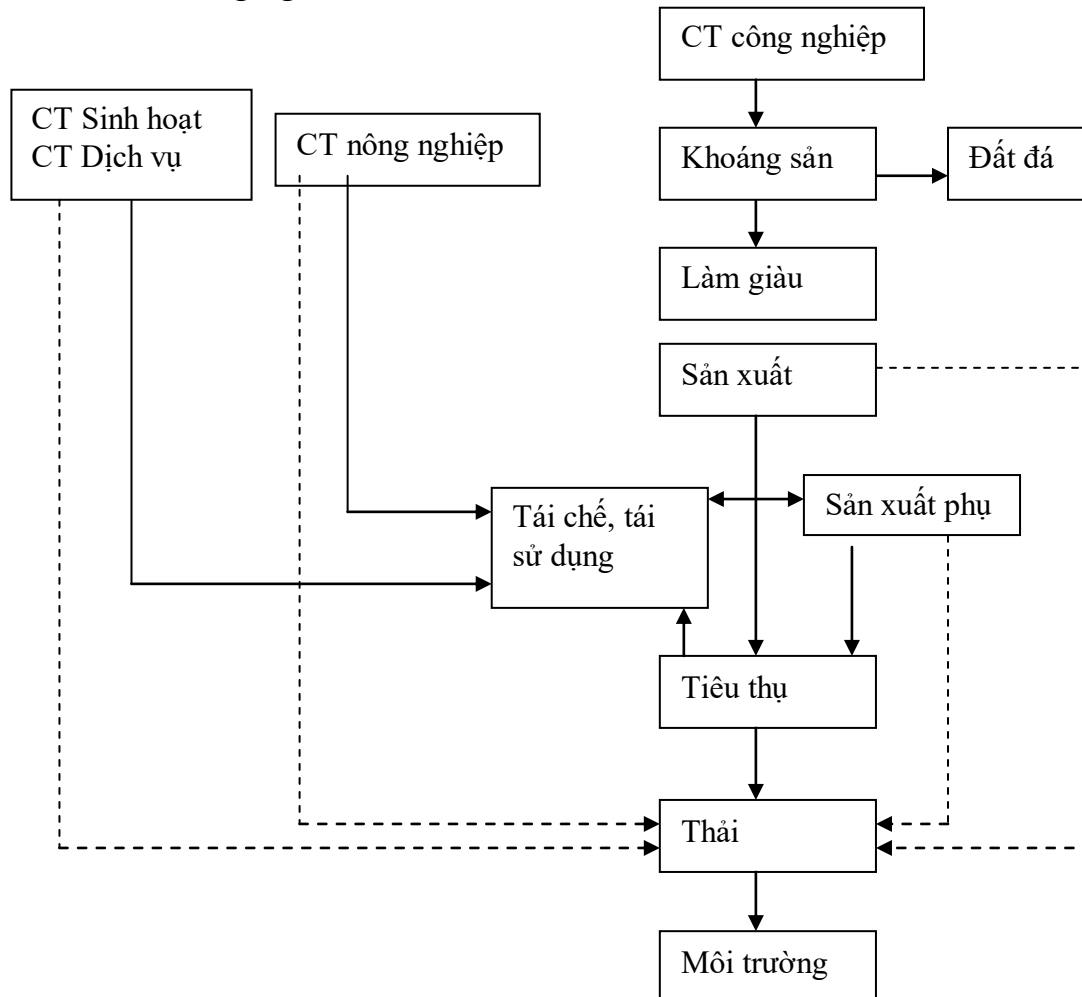 CT công nghiệp
CT Sinh hoạt
CT Dịch vụ
CT nông nghiệp
Khoáng sản
Đất đá
Làm giàu
Sản xuất
Tái chế, tái
sử dụng
Sản xuất phụ
Tiêu thụ
Thải
Môi trường